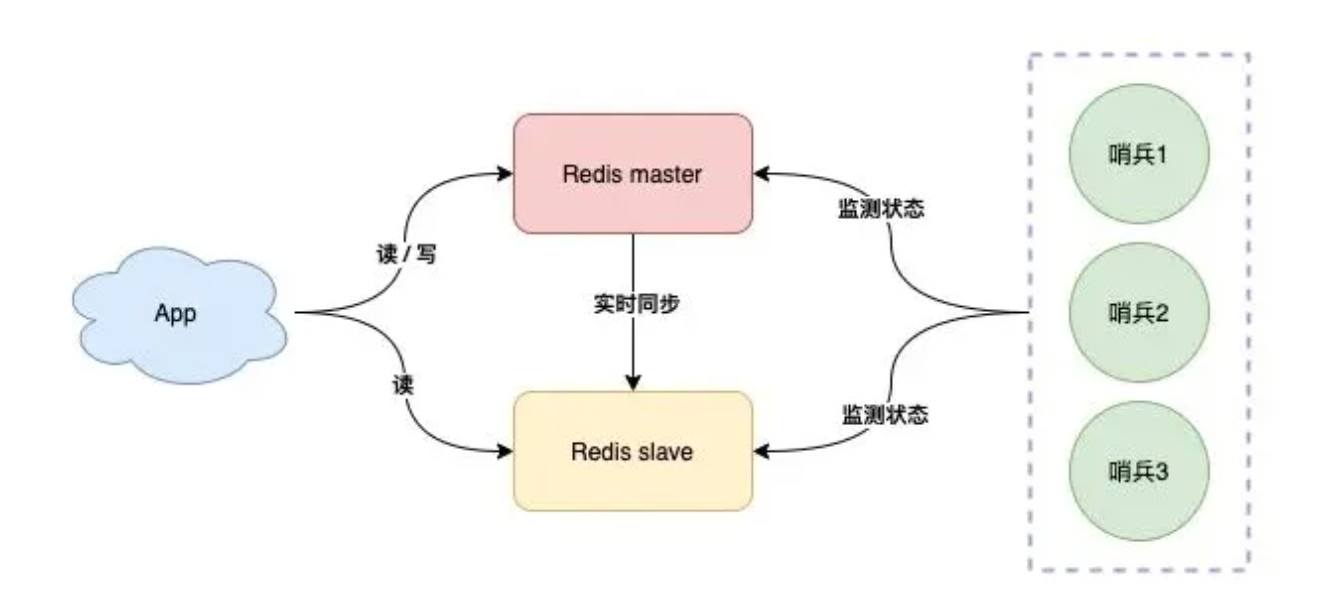 App
读 / 写
读
Redis master
实时同步
Redis slave
监测状态
监测状态
哨兵1
哨兵2
哨兵3